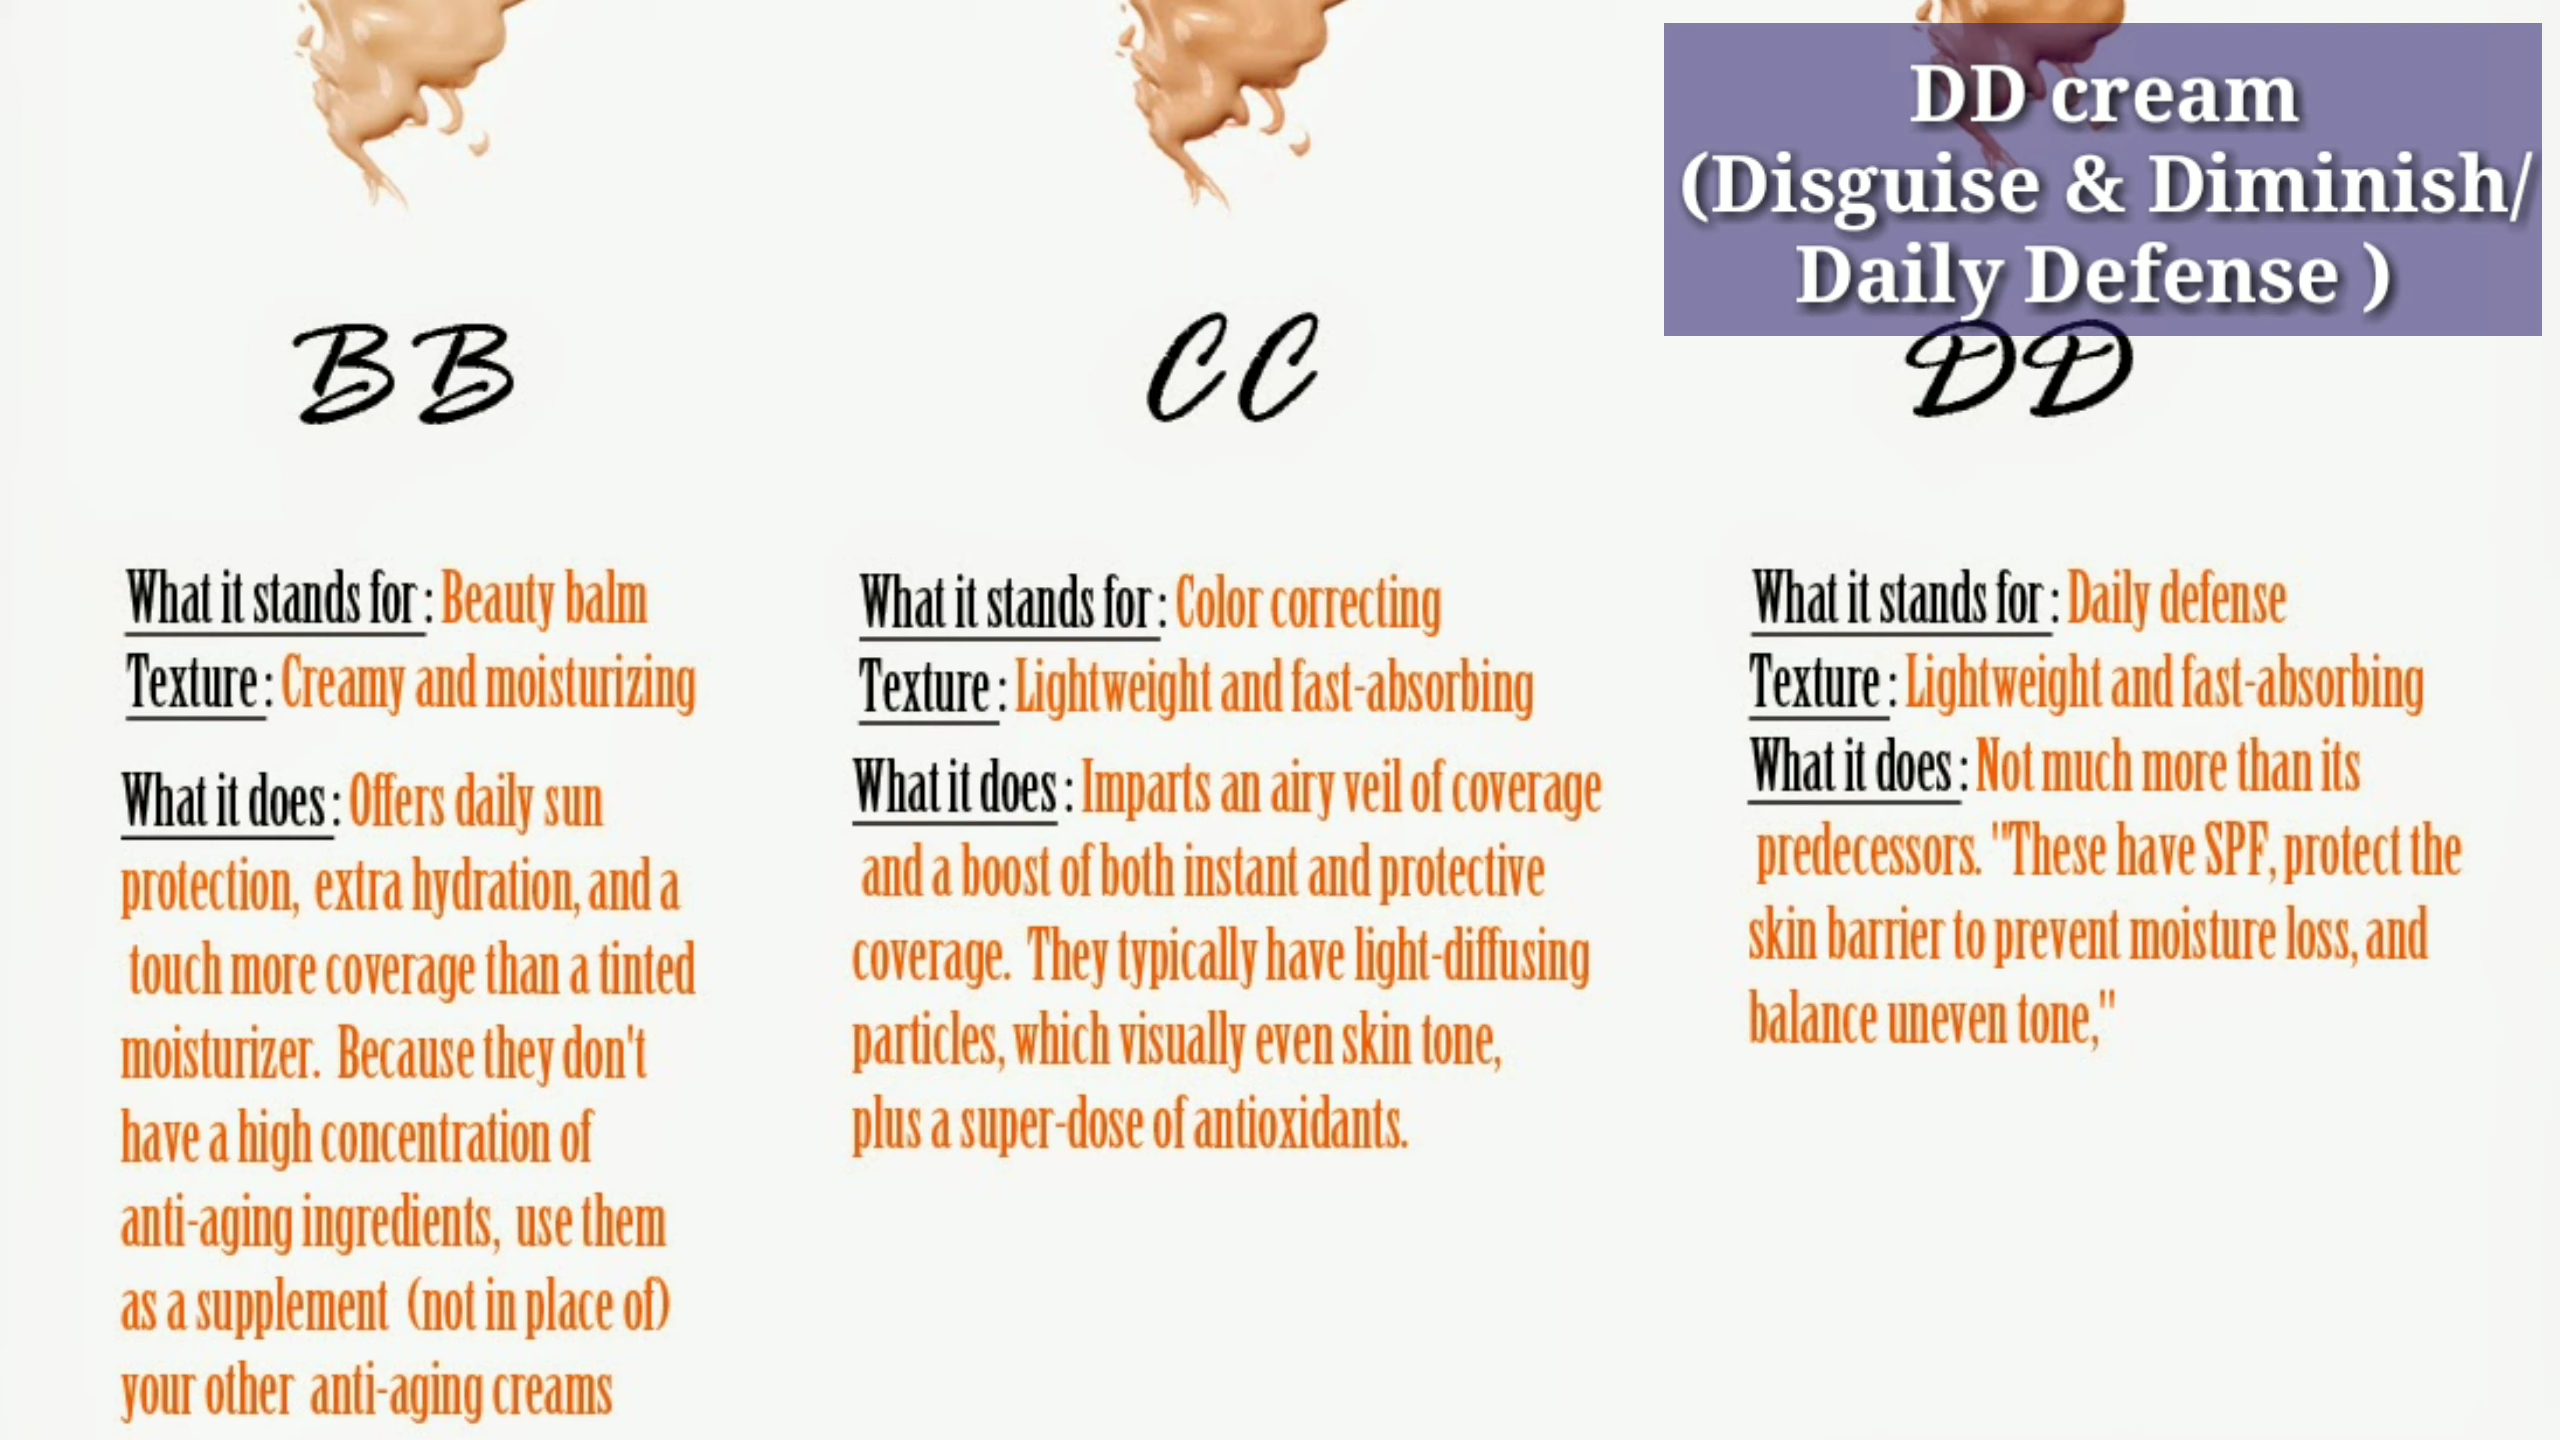 DD cream
(Disguise & Diminish/
Daily Defense )
BB
What it stands for : Beauty balm
Texture : Creamy and moisturizing
What it does : Offers daily sun
protection, extra hydration, and a
touch more coverage than a tinted
moisturizer. Because they don't
have a high concentration of
anti-aging ingredients, use them
as a supplement (not in place of)
your other anti-aging creams
CC
What it stands for : Color correcting
Texture : Lightweight and fast-absorbing
What it does : Imparts an airy veil of coverage
and a boost of both instant and protective
coverage. They typically have light-diffusing
particles, which visually even skin tone,
plus a super-dose of antioxidants.
DD
What it stands for : Daily defense
Texture : Lightweight and fast-absorbing
What it does : Not much more than its
predecessors. "These have SPF, protect the
skin barrier to prevent moisture loss, and
balance uneven tone,"